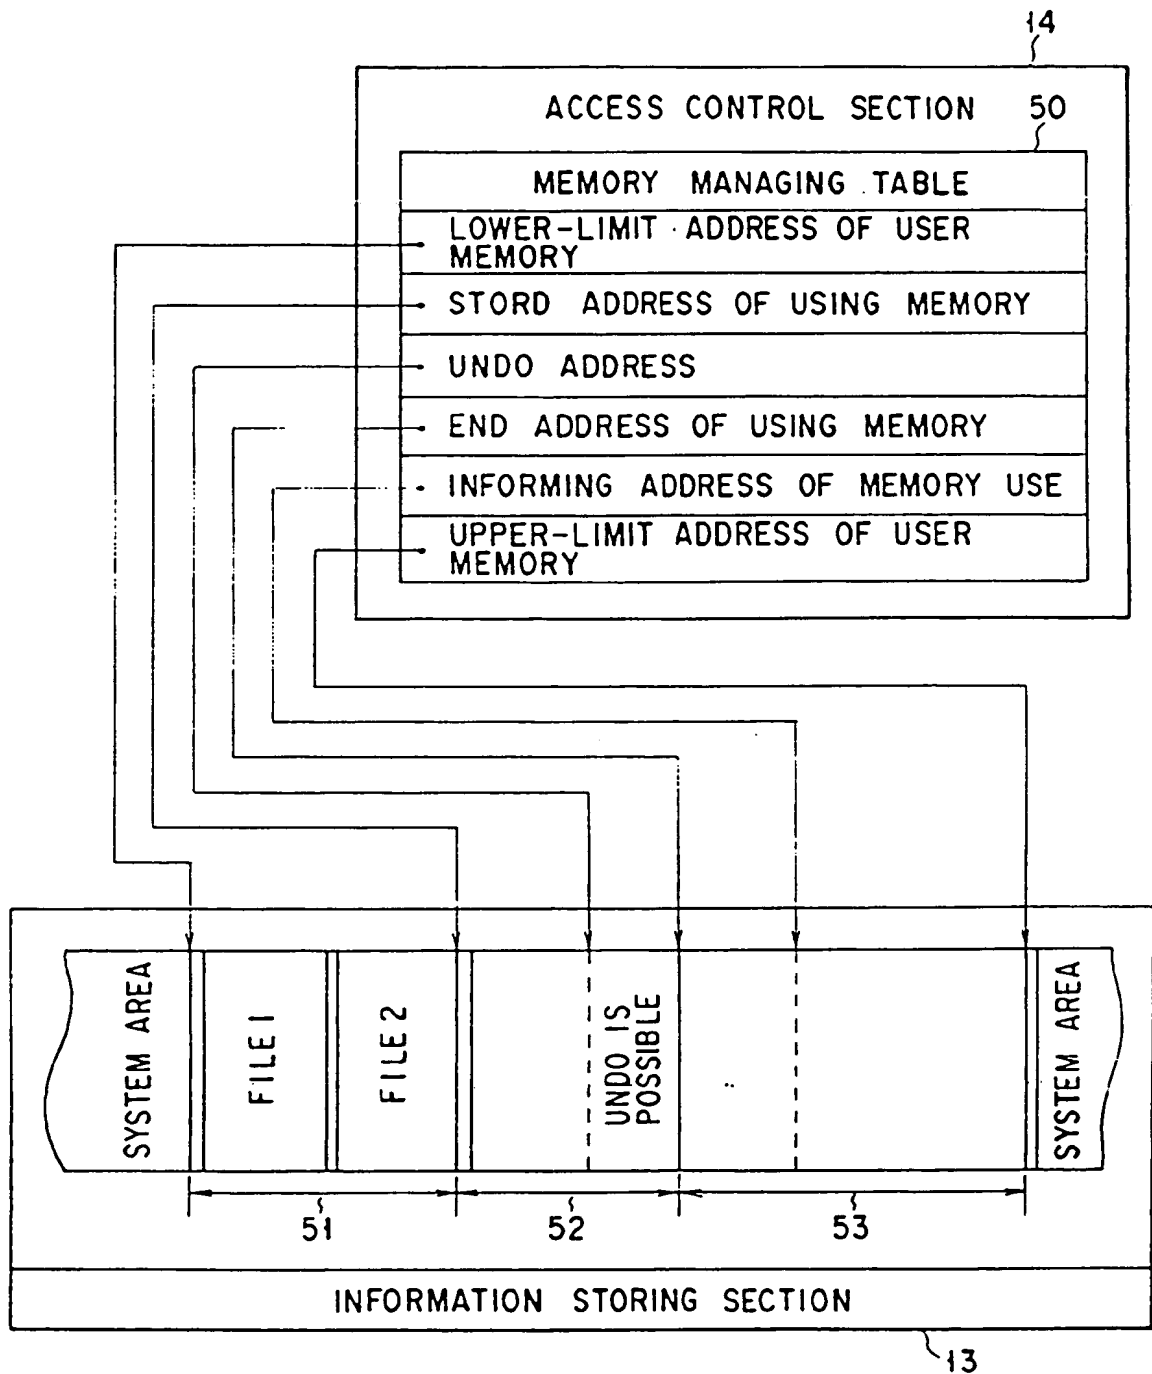 14
ACCESS CONTROL SECTION 50
MEMORY MANAGING TABLE
LOWER-LIMIT ADDRESS OF USER
MEMORY
STORD ADDRESS OF USING MEMORY
UNDO ADDRESS
END ADDRESS OF USING MEMORY
INFORMING ADDRESS OF MEMORY USE
UPPER-LIMIT ADDRESS OF USER
MEMORY
SYSTEM AREA
FILE 1
FILE 2
UNDO IS
POSSIBLE
SYSTEM AREA
51
52
53
INFORMATION STORING SECTION
13